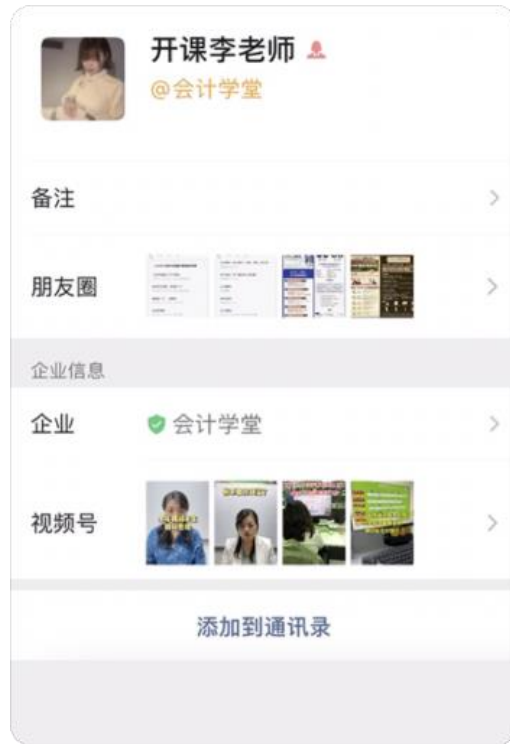 开课李老师
@会计学堂
备注
朋友圈
企业信息
企业
会计学堂
视频号
添加到通讯录